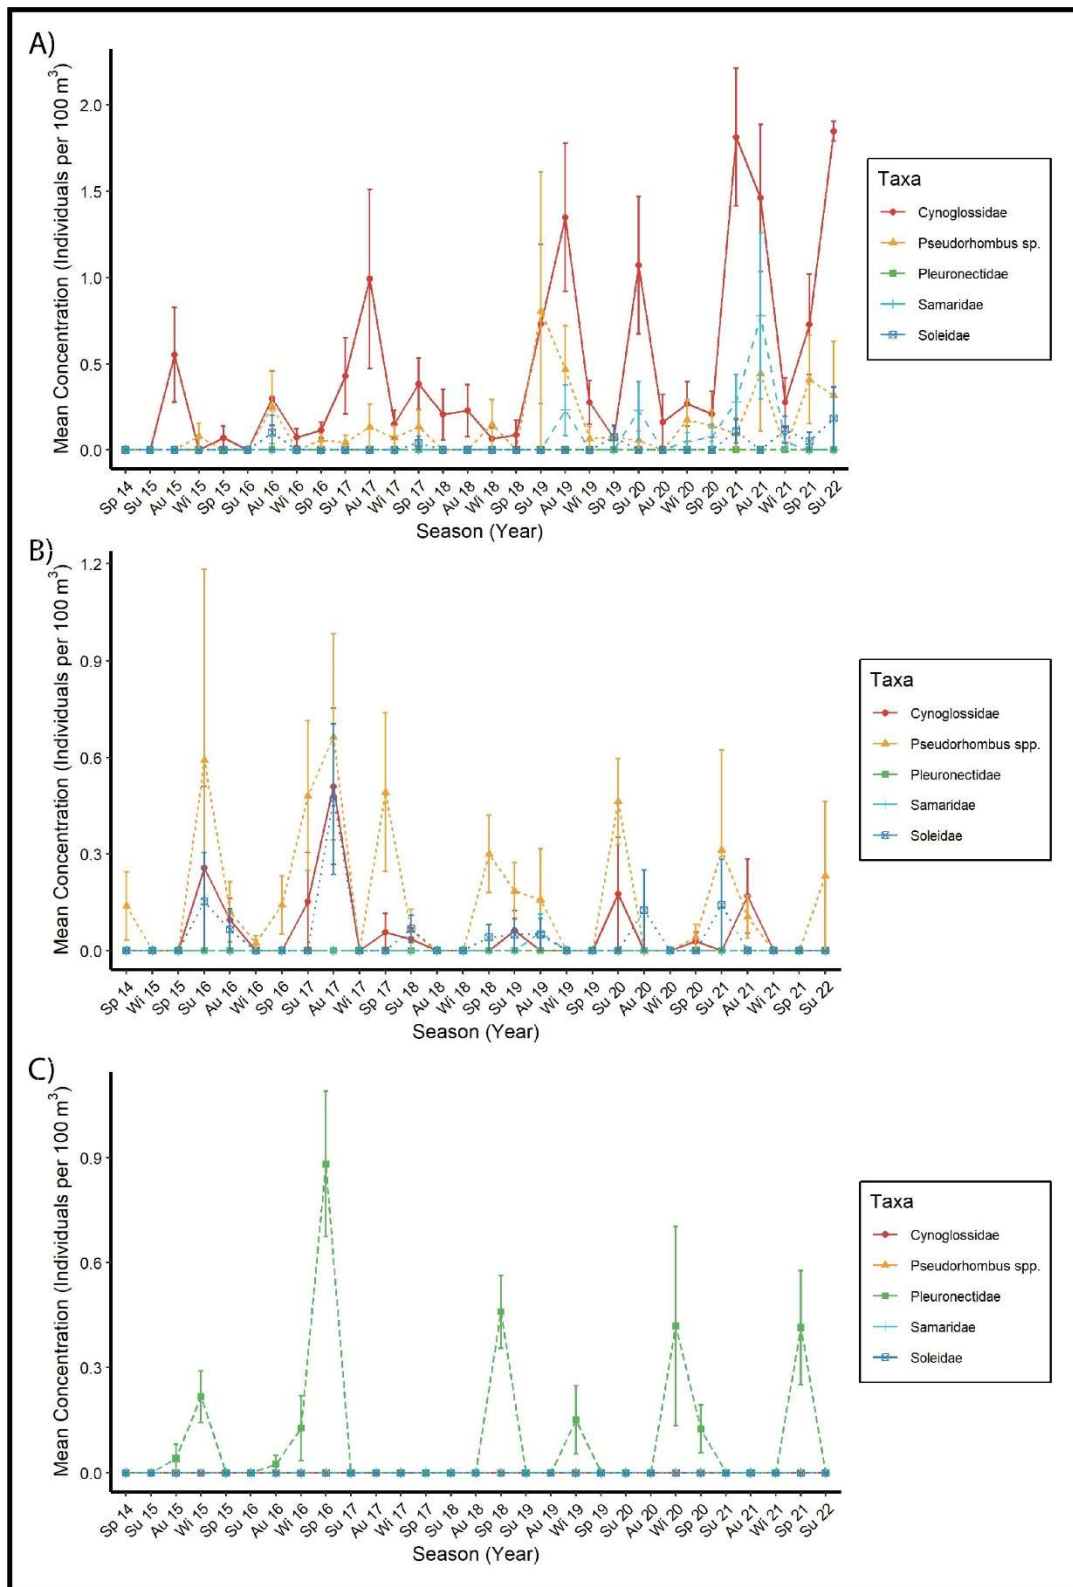 A)
Mean Concentration (Individuals per 100 m³)
2.0
1.5
1.0
0.5
0.0
Sp 14 Su 15 Au 15 Wi 15 Sp 15 Su 16 Au 16 Wi 16 Sp 16 Su 17 Au 17 Wi 17 Sp 17 Su 18 Au 18 Wi 18 Sp 18 Su 19 Au 19 Wi 19 Sp 19 Su 20 Au 20 Wi 20 Sp 20 Su 21 Au 21 Wi 21 Sp 21 Su 22
Season (Year)
Taxa
Cynoglossidae
Pseudorhombus sp.
Pleuronectidae
Samaridae
Soleidae
B)
Mean Concentration (Individuals per 100 m³)
1.2
0.9
0.6
0.3
0.0
Sp 14 Wi 15 Sp 15 Su 16 Au 16 Wi 16 Sp 16 Su 17 Au 17 Wi 17 Sp 17 Su 18 Au 18 Wi 18 Sp 18 Su 19 Au 19 Wi 19 Sp 19 Su 20 Au 20 Wi 20 Sp 20 Su 21 Au 21 Wi 21 Sp 21 Su 22
Season (Year)
Taxa
Cynoglossidae
Pseudorhombus spp.
Pleuronectidae
Samaridae
Soleidae
C)
Mean Concentration (Individuals per 100 m³)
0.9
0.6
0.3
0.0
Sp 14 Su 15 Au 15 Wi 15 Sp 15 Su 16 Au 16 Wi 16 Sp 16 Su 17 Au 17 Wi 17 Sp 17 Su 18 Au 18 Sp 18 Su 19 Au 19 Wi 19 Sp 19 Su 20 Au 20 Wi 20 Sp 20 Su 21 Au 21 Wi 21 Sp 21 Su 22
Season (Year)
Taxa
Cynoglossidae
Pseudorhombus spp.
Pleuronectidae
Samaridae
Soleidae